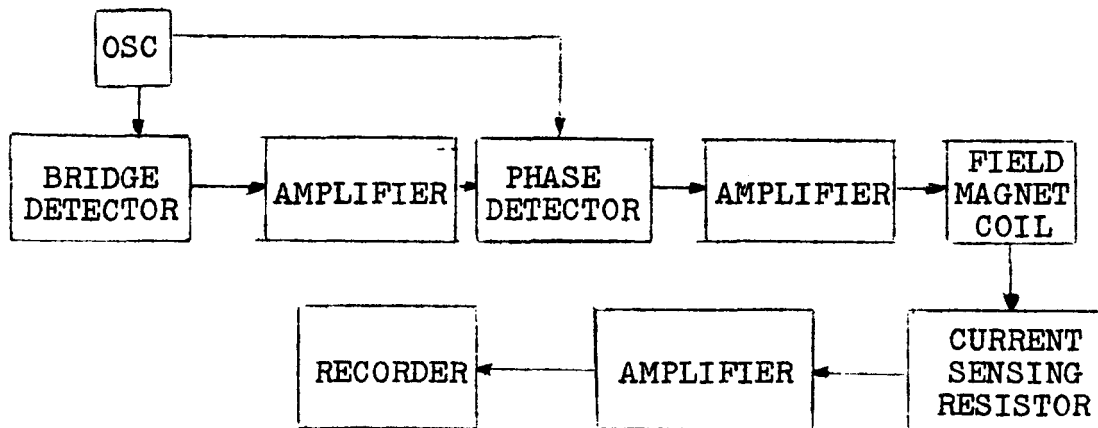 OSC
BRIDGE
DETECTOR
AMPLIFIER
PHASE
DETECTOR
AMPLIFIER
FIELD
MAGNET
COIL
RECORDER
AMPLIFIER
CURRENT
SENSING
RESISTOR